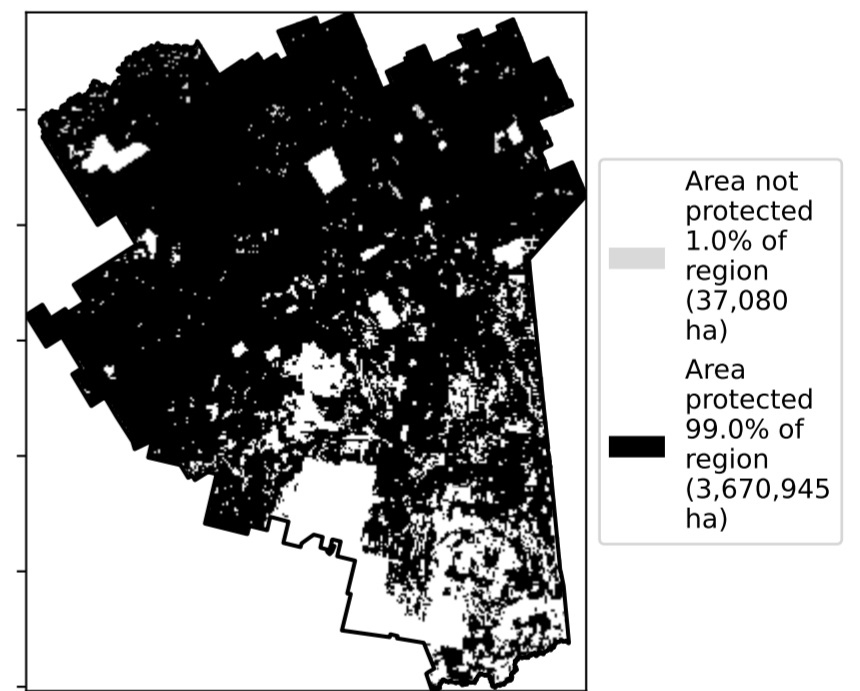 Area not
protected
1.0% of
region
(37,080
ha)
Area
protected
99.0% of
region
(3,670,945
ha)